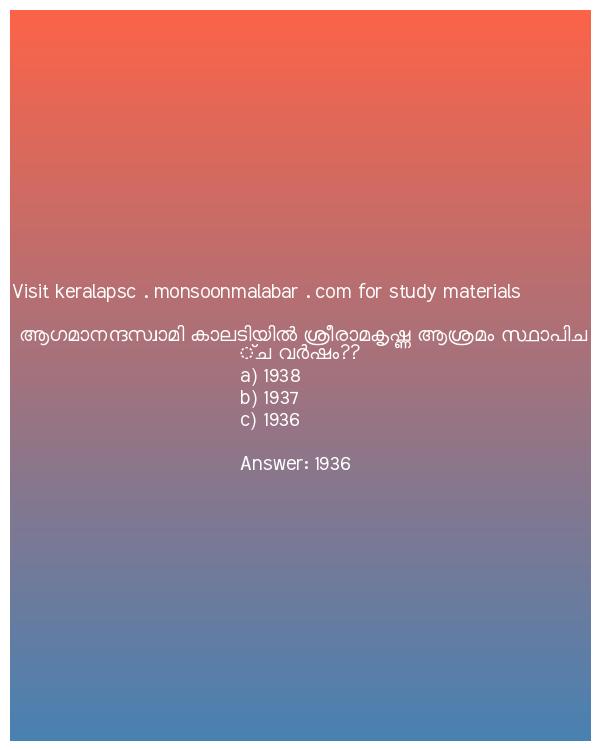 Visit keralapsc . monsoonmalabar . com for study materials
ആഗമാനന്ദസ്വാമി കാലടിയിൽ ശ്രീരാമകൃഷ്ണ ആശ്രമം സ്ഥാപിച
്ച വർഷം??
a) 1938
b) 1937
c) 1936
Answer: 1936